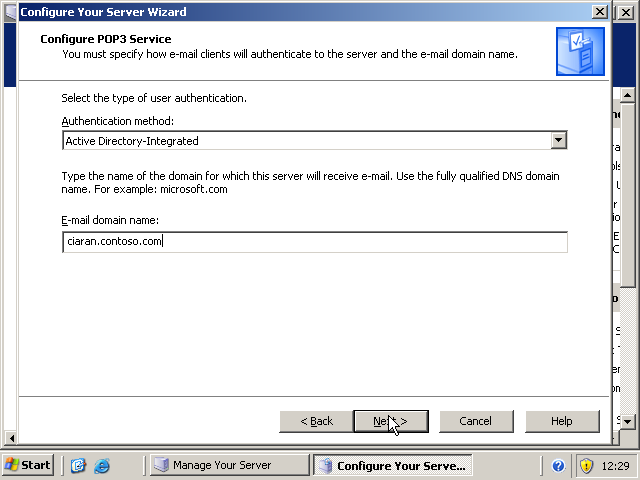 Configure Your Server Wizard
Configure POP3 Service
You must specify how e-mail clients will authenticate to the server and the e-mail domain name.
Select the type of user authentication.
Authentication method:
Active Directory-Integrated
Type the name of the domain for which this server will receive e-mail. Use the fully qualified DNS domain
name. For example: microsoft.com
E-mail domain name:
ciaran.contoso.com
< Back
Next >
Cancel
Help
Start
Manage Your Server
Configure Your Serve...
12:29